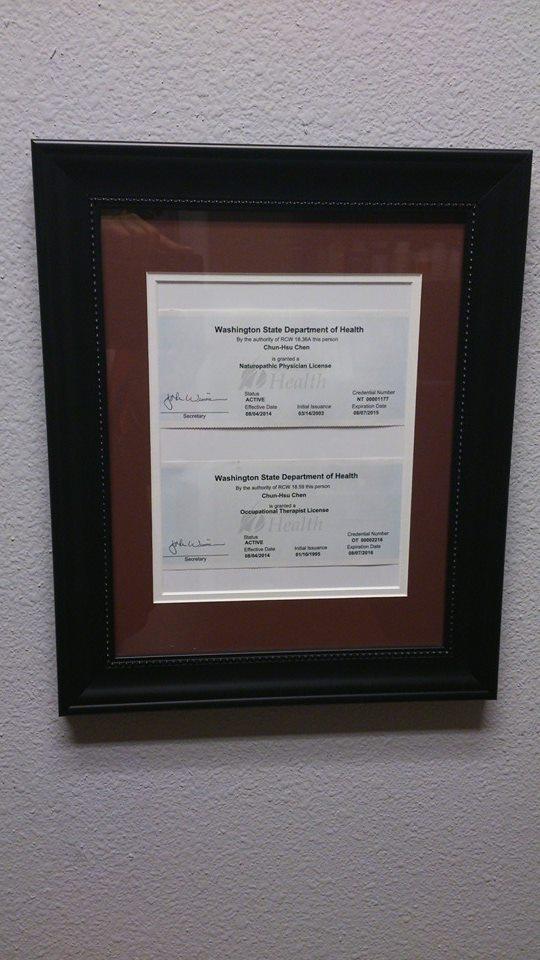 Washington State Department of Health
By the authority of RCW 18.36A this person
Chun-Hsu Chen
is granted a
Naturopathic Physician License
Health
Status
ACTIVE
Credential Number
NT 00001177
Secretary
Effective Date
08/04/2014
Initial Issuance
03/14/2002
Expiration Date
08/07/2015
Washington State Department of Health
By the authority of RCW 18.59 this person
Chun-Hsu Chen
is granted a
Occupational Therapist License
Health
Status
ACTIVE
Credential Number
OT 00002216
Secretary
Effective Date
08/04/2014
Initial Issuance
01/10/1995
Expiration Date
08/07/2016